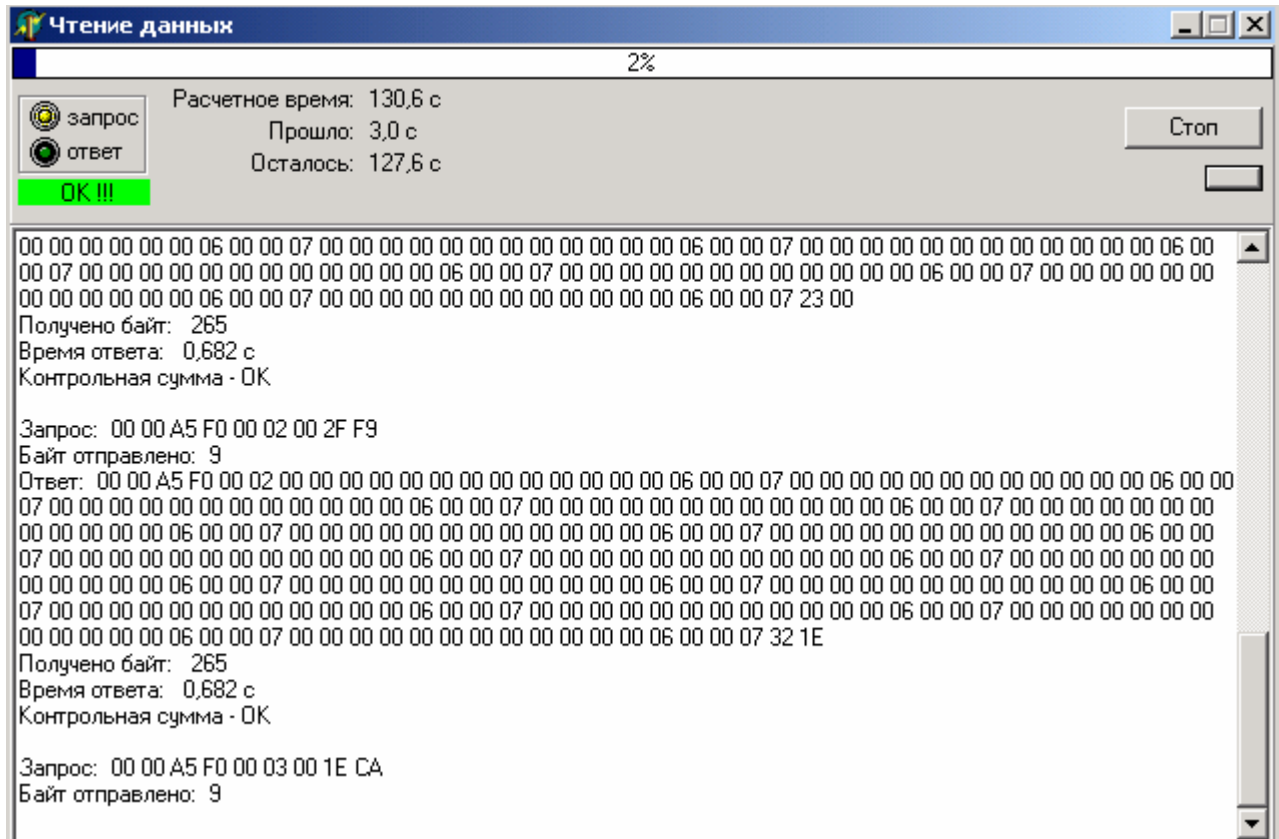 Чтение данных
2%
запрос
ответ
OK !!!
Расчетное время: 130,6 с
Прошло: 3,0 с
Осталось: 127,6 с
Стоп
00 00 00 00 00 00 06 00 00 07 00 00 00 00 00 00 00 00 00 00 00 00 06 00 00 07 00 00 00 00 00 00 00 00 00 00 00 00 06 00
00 07 00 00 00 00 00 00 00 00 00 00 00 00 06 00 00 07 00 00 00 00 00 00 00 00 00 00 00 00 06 00 00 07 00 00 00 00 00 00
00 00 00 00 00 00 06 00 00 07 00 00 00 00 00 00 00 00 00 00 00 00 06 00 00 07 23 00
Получено байт: 265
Время ответа: 0,682 с
Контрольная сумма - OK
Запрос: 00 00 A5 F0 00 02 00 2F F9
Байт отправлено: 9
Ответ: 00 00 A5 F0 00 02 00 00 00 00 00 00 00 00 00 00 00 00 00 06 00 00 07 00 00 00 00 00 00 00 00 00 00 00 00 06 00 00
07 00 00 00 00 00 00 00 00 00 00 00 00 06 00 00 07 00 00 00 00 00 00 00 00 00 00 00 00 06 00 00 07 00 00 00 00 00 00 00
00 00 00 00 00 06 00 00 07 00 00 00 00 00 00 00 00 00 00 00 00 06 00 00 07 00 00 00 00 00 00 00 00 00 00 00 00 06 00 00
07 00 00 00 00 00 00 00 00 00 00 00 00 06 00 00 07 00 00 00 00 00 00 00 00 00 00 00 00 06 00 00 07 00 00 00 00 00 00 00
00 00 00 00 00 06 00 00 07 00 00 00 00 00 00 00 00 00 00 00 00 06 00 00 07 00 00 00 00 00 00 00 00 00 00 00 00 06 00 00
07 00 00 00 00 00 00 00 00 00 00 00 00 06 00 00 07 00 00 00 00 00 00 00 00 00 00 00 00 06 00 00 07 00 00 00 00 00 00 00
00 00 00 00 00 06 00 00 07 00 00 00 00 00 00 00 00 00 00 00 00 06 00 00 07 32 1E
Получено байт: 265
Время ответа: 0,682 с
Контрольная сумма - OK
Запрос: 00 00 A5 F0 00 03 00 1E CA
Байт отправлено: 9